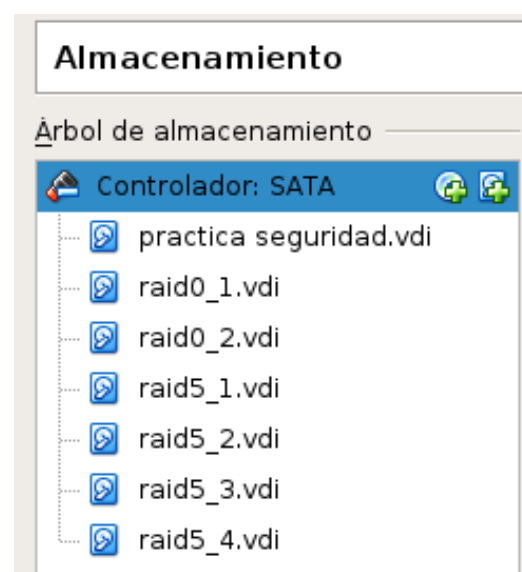 Almacenamiento
Árbol de almacenamiento
Controlador: SATA
practica seguridad.vdi
raid0_1.vdi
raid0_2.vdi
raid5_1.vdi
raid5_2.vdi
raid5_3.vdi
raid5_4.vdi